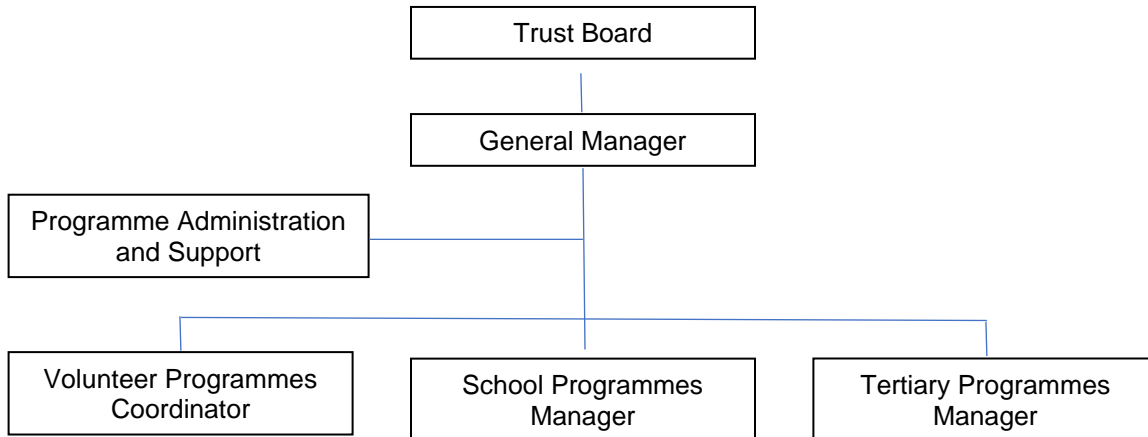 Trust Board
General Manager
Programme Administration
and Support
Volunteer Programmes
Coordinator
School Programmes
Manager
Tertiary Programmes
Manager